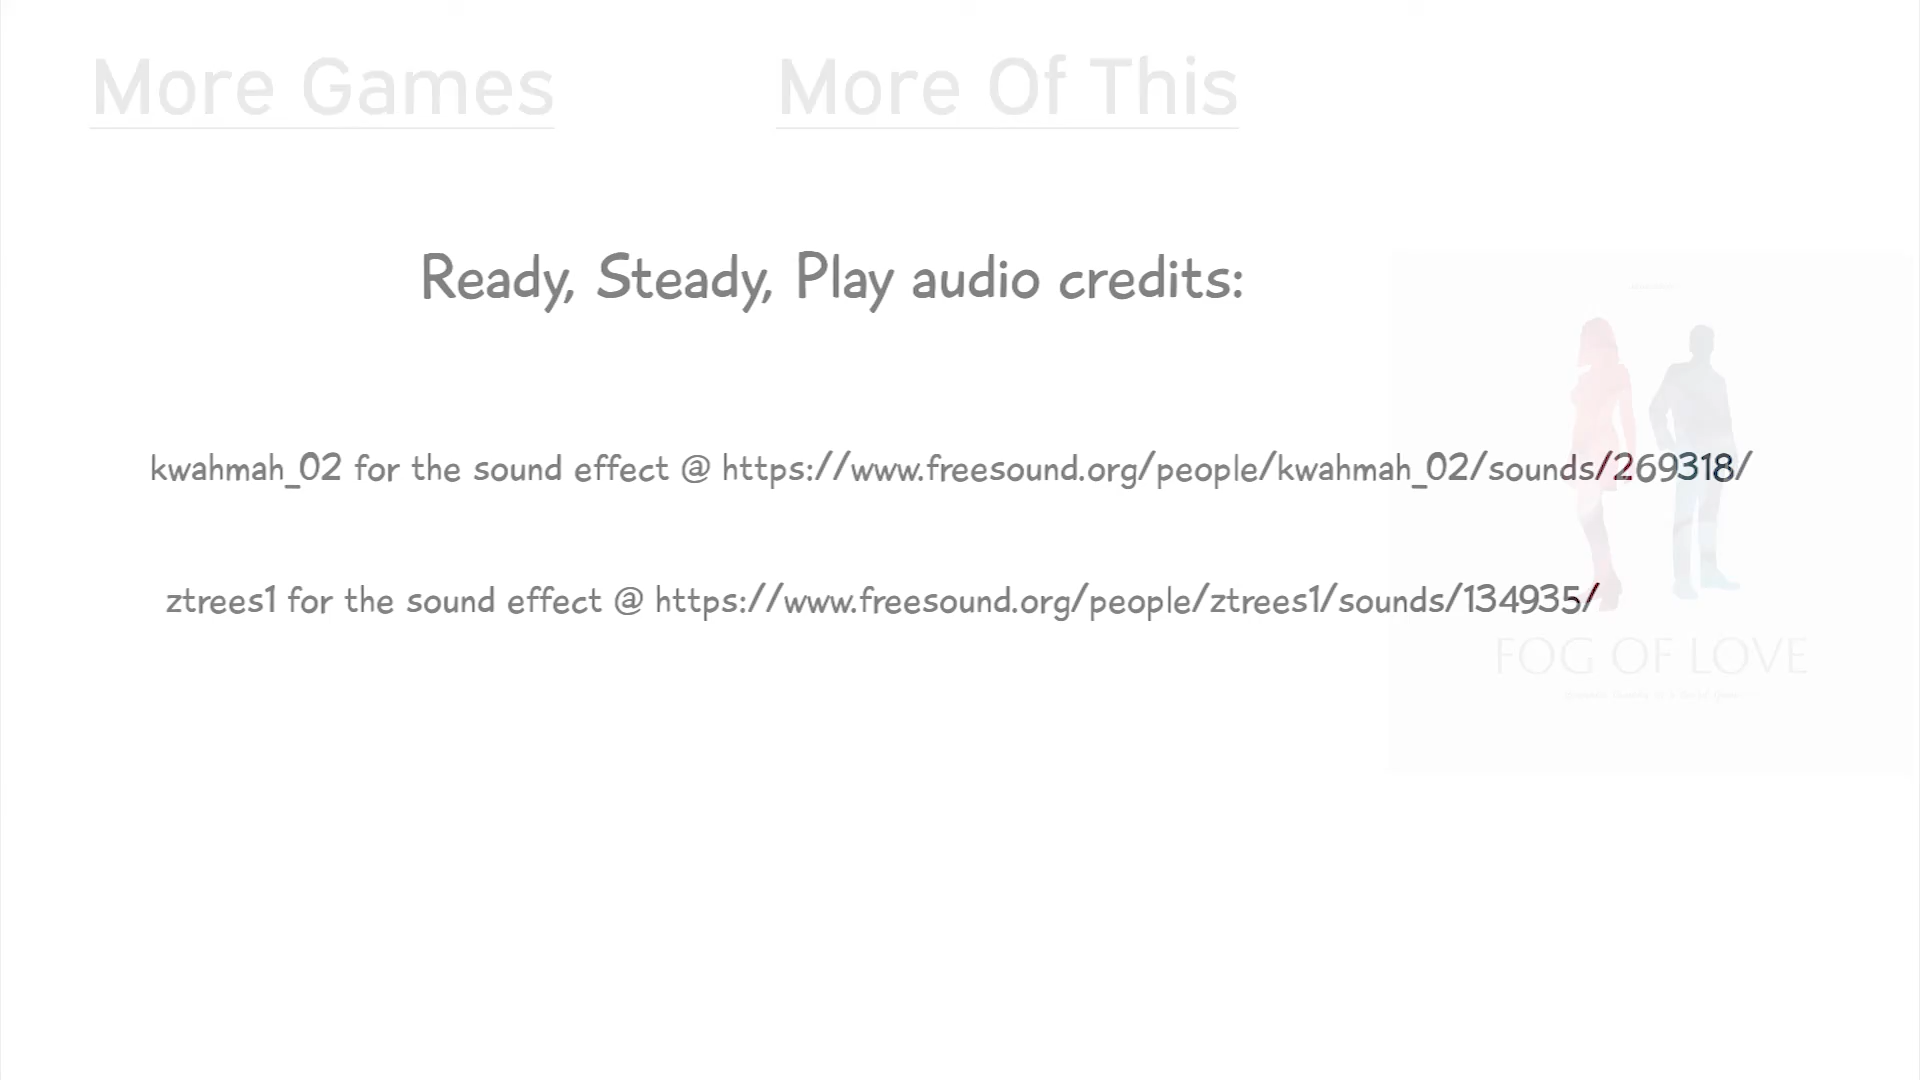 More Games
More Of This
Ready, Steady, Play audio credits:
kwahmah_02 for the sound effect @ https://www.freesound.org/people/kwahmah_02/sounds/269318/
ztrees1 for the sound effect @ https://www.freesound.org/people/ztrees1/sounds/134935/
FOG OF LOVE